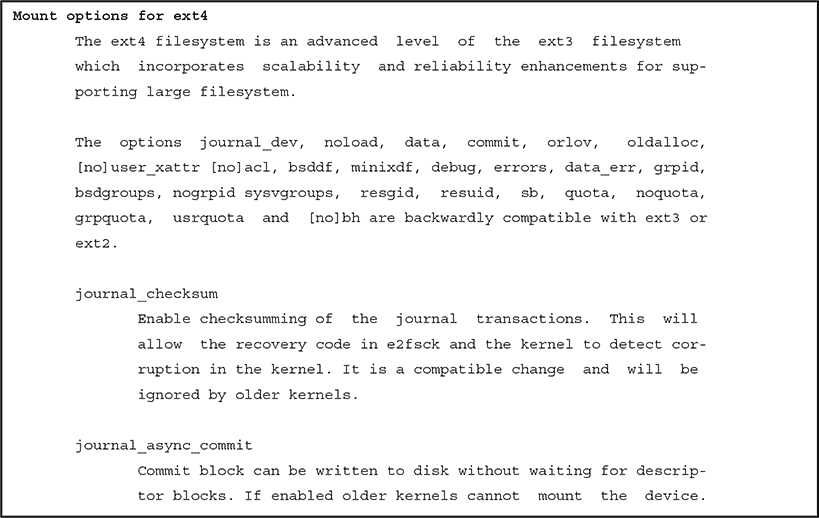 Mount options for ext4
The ext4 filesystem is an advanced level of the ext3 filesystem
which incorporates scalability and reliability enhancements for sup-
porting large filesystem.
The options journal_dev, noload, data, commit, orlov, oldalloc,
[no]user_xattr [no]acl, bsddf, minixdf, debug, errors, data_err, grpid,
bsdgroups, nogrpid sysvgroups, resgid, resuid, sb, quota, noquota,
grpquota, usrquota and [no]bh are backwardly compatible with ext3 or
ext2.
journal_checksum
Enable checksumming of the journal transactions. This will
allow the recovery code in e2fsck and the kernel to detect cor-
ruption in the kernel. It is a compatible change and will be
ignored by older kernels.
journal_async_commit
Commit block can be written to disk without waiting for descrip-
tor blocks. If enabled older kernels cannot mount the device.